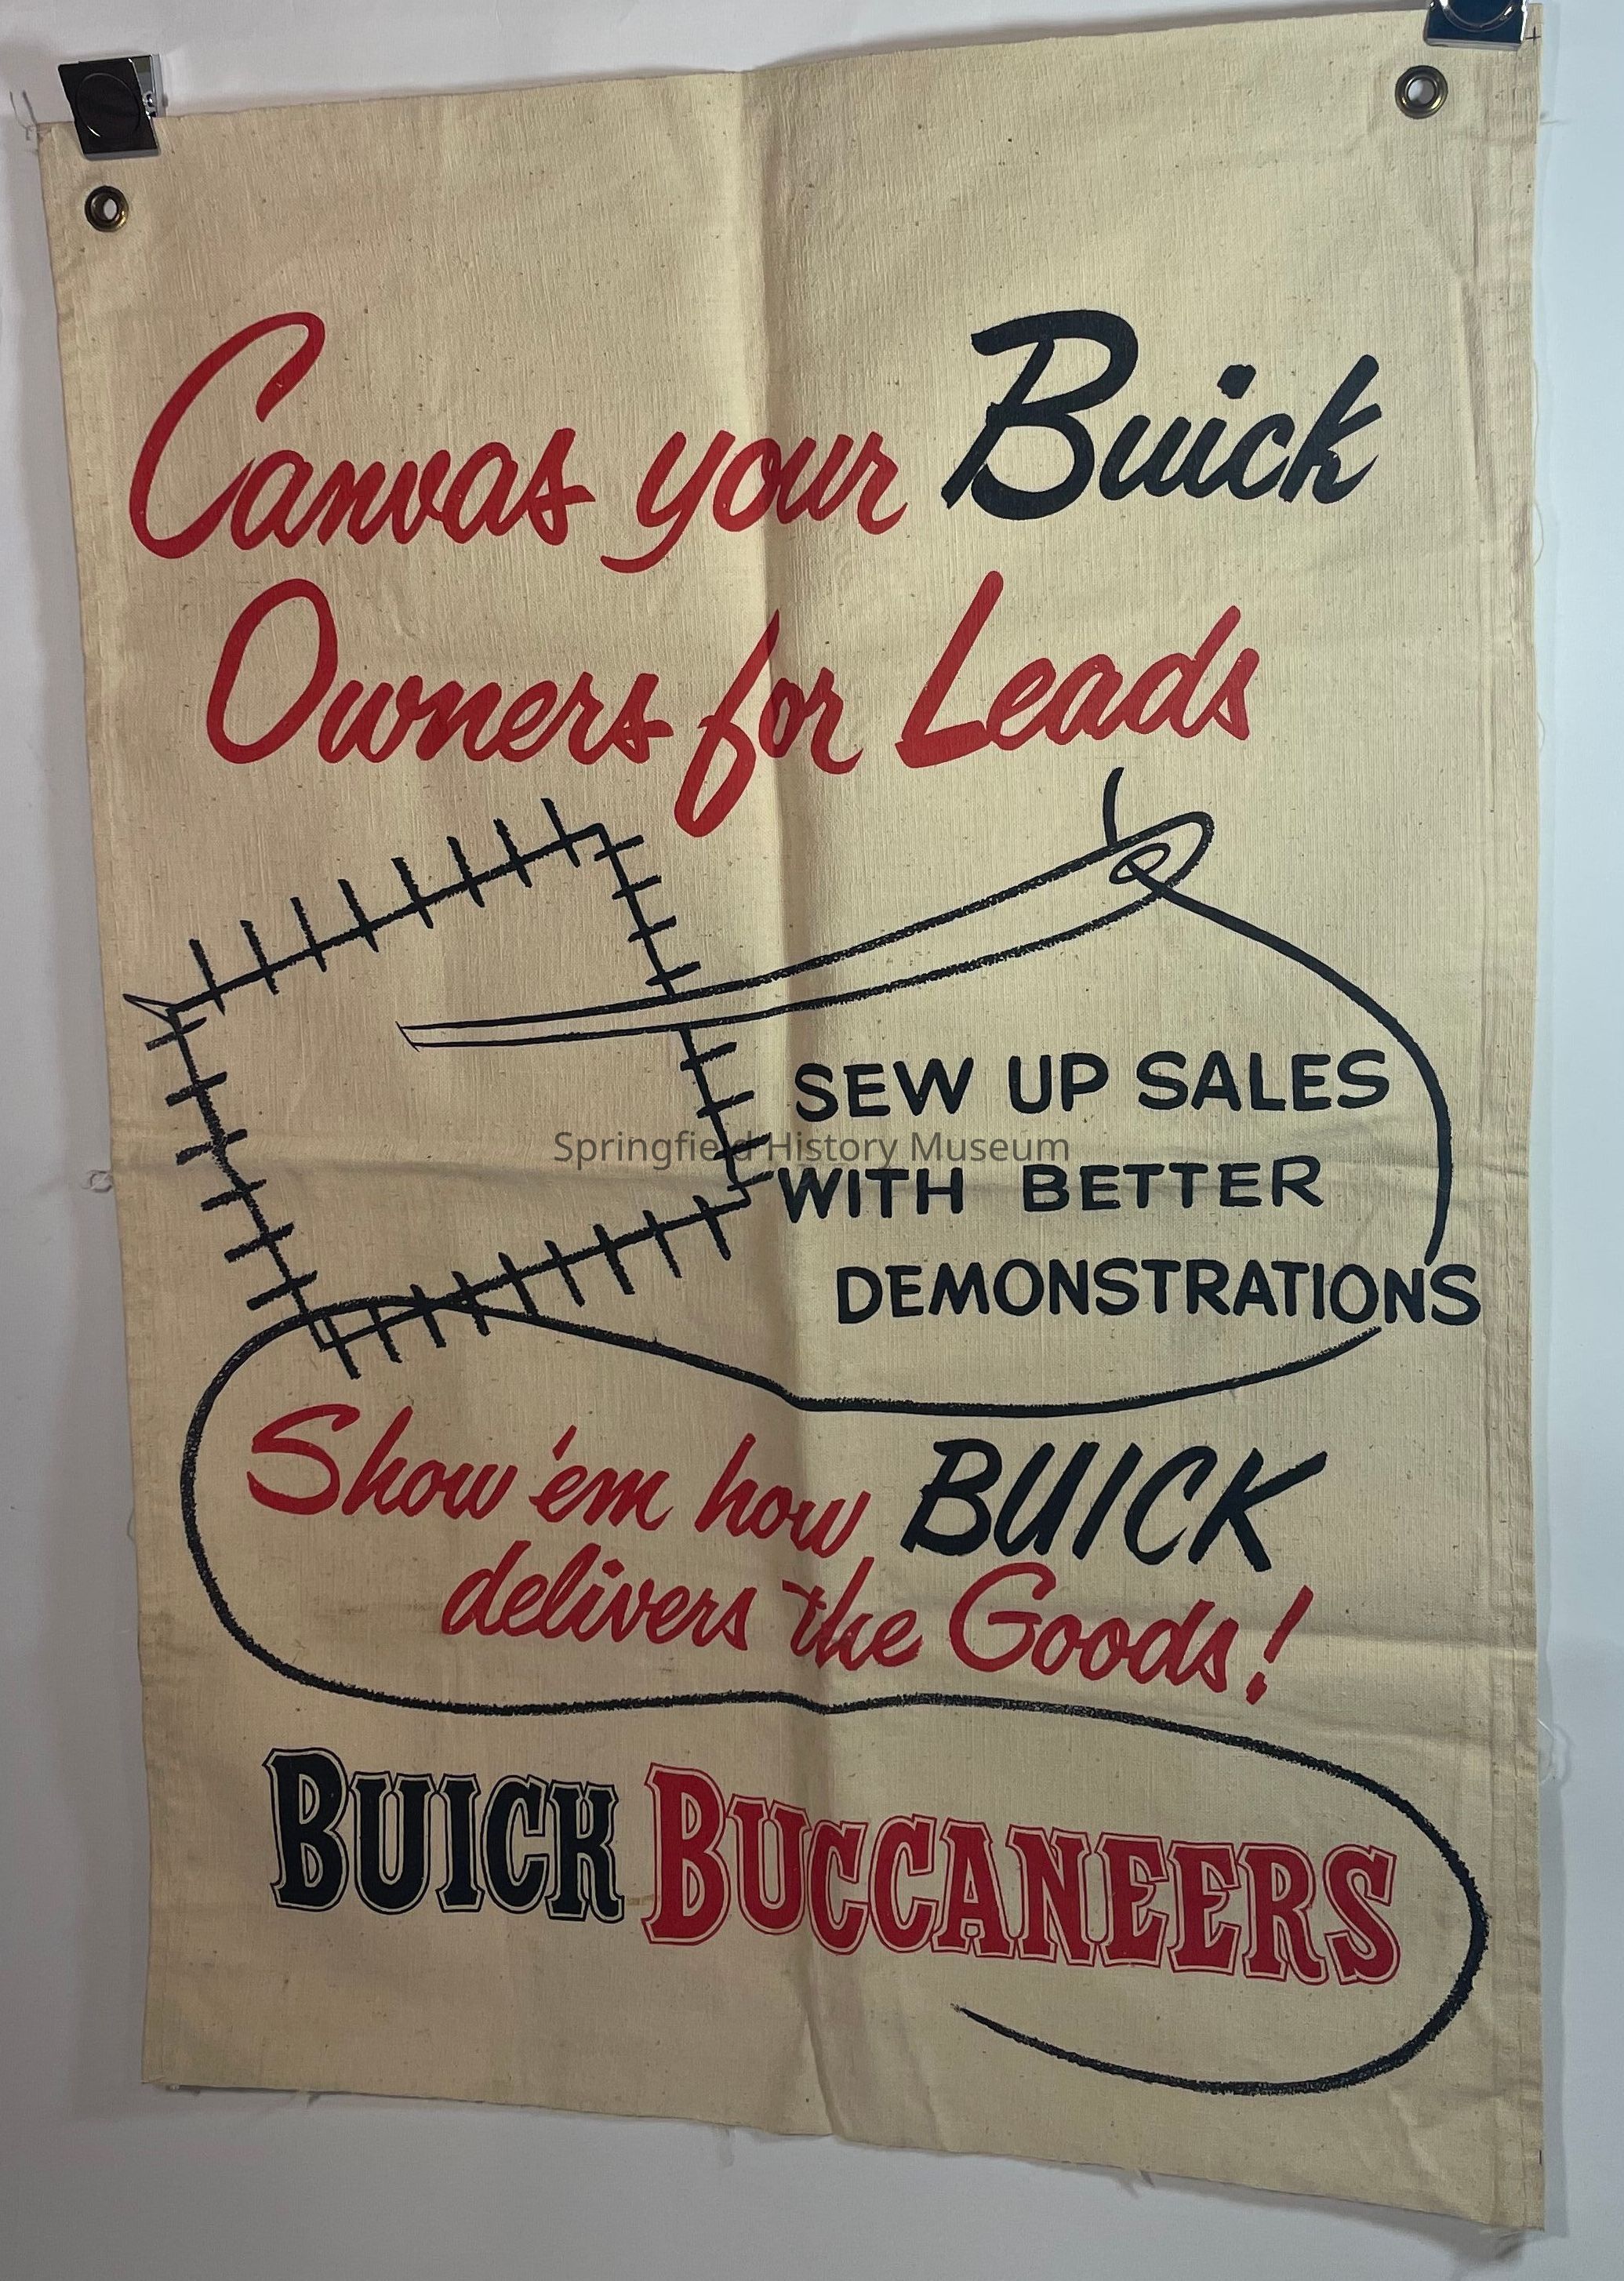 Canvas your Buick
Owners for Leads
SEW UP SALES
Springfield History Museum
WITH BETTER
DEMONSTRATIONS
Show 'em how BUICK
delivers the Goods!
BUICK BUCCANEERS